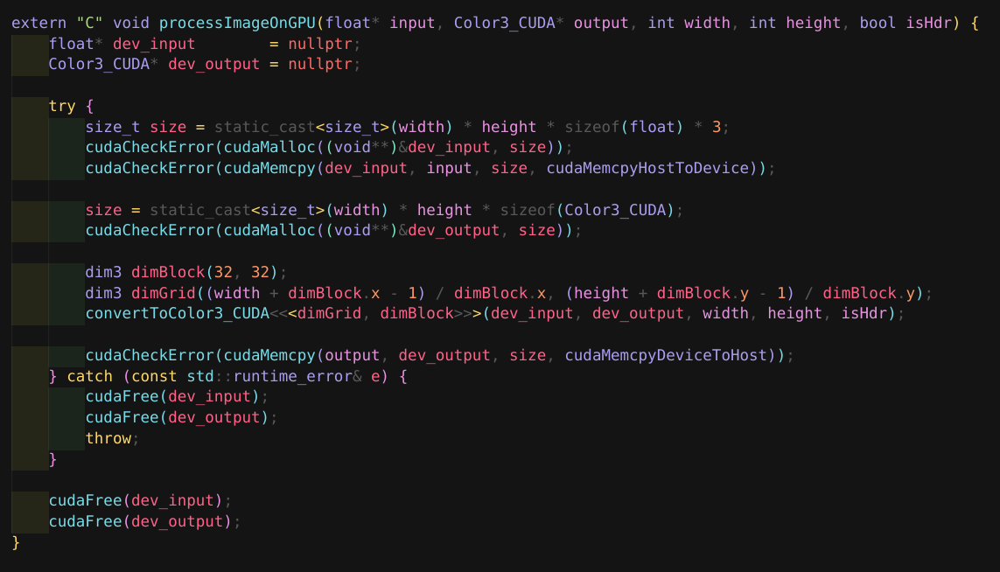 extern "C" void processImageOnGPU(float* input, Color3_CUDA* output, int width, int height, bool isHdr) {
    float* dev_input        = nullptr;
    Color3_CUDA* dev_output = nullptr;

    try {
        size_t size = static_cast<size_t>(width) * height * sizeof(float) * 3;
        cudaCheckError(cudaMalloc((void**)&dev_input, size));
        cudaCheckError(cudaMemcpy(dev_input, input, size, cudaMemcpyHostToDevice));

        size = static_cast<size_t>(width) * height * sizeof(Color3_CUDA);
        cudaCheckError(cudaMalloc((void**)&dev_output, size));

        dim3 dimBlock(32, 32);
        dim3 dimGrid((width + dimBlock.x - 1) / dimBlock.x, (height + dimBlock.y - 1) / dimBlock.y);
        convertToColor3_CUDA<<<dimGrid, dimBlock>>>(dev_input, dev_output, width, height, isHdr);

        cudaCheckError(cudaMemcpy(output, dev_output, size, cudaMemcpyDeviceToHost));
    } catch (const std::runtime_error& e) {
        cudaFree(dev_input);
        cudaFree(dev_output);
        throw;
    }

    cudaFree(dev_input);
    cudaFree(dev_output);
}